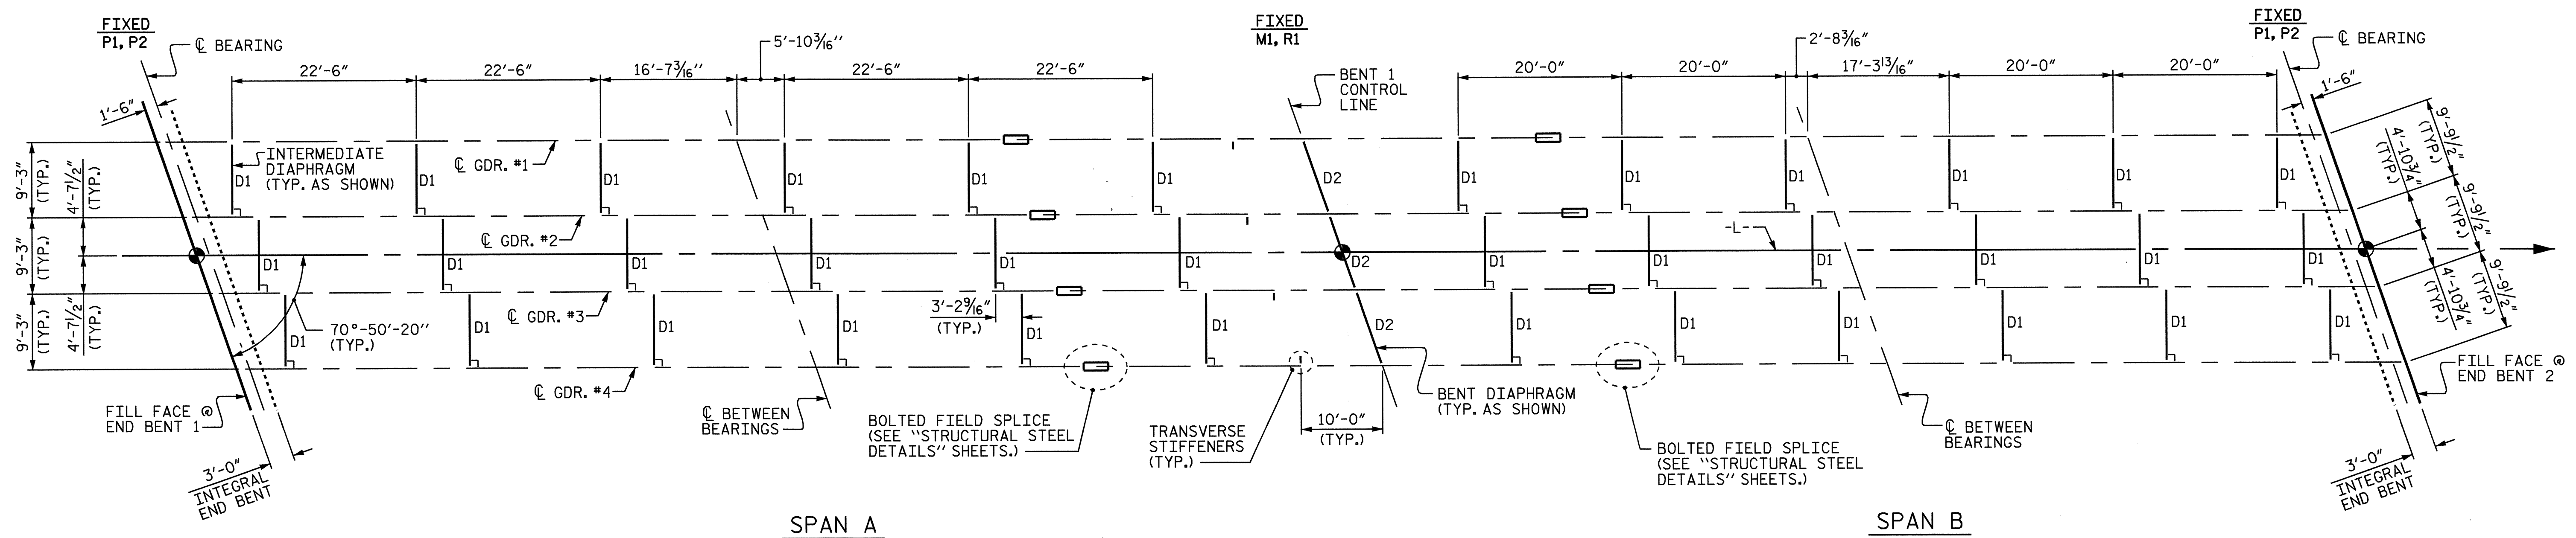 FIXED
P1, P2
℄ BEARING
22'-6"
22'-6"
16'-7 3/16"
5'-10 3/16"
22'-6"
22'-6"
FIXED
M1, R1
BENT 1
CONTROL
LINE
20'-0"
20'-0"
2'-8 3/16"
17'-3 13/16"
20'-0"
20'-0"
FIXED
P1, P2
℄ BEARING
1'-6"
1'-6"
INTERMEDIATE
DIAPHRAGM
(TYP. AS SHOWN)
℄ GDR. #1
9'-3"
(TYP.)
4'-7 1/2"
(TYP.)
D1
D1
D1
D1
D1
D1
D2
D1
D1
D1
D1
D1
D1
9'-9 1/2"
(TYP.)
4'-10 3/4"
(TYP.)
℄ GDR. #2
-L-
9'-3"
(TYP.)
D1
D1
D1
D1
D1
D1
D2
D1
D1
D1
D1
D1
D1
9'-9 1/2"
(TYP.)
4'-7 1/2"
(TYP.)
℄ GDR. #3
3'-2 9/16"
(TYP.)
4'-10 3/4"
(TYP.)
9'-9 1/2"
(TYP.)
9'-3"
(TYP.)
70°-50'-20"
(TYP.)
D1
D1
D1
D1
D1
D1
D2
D1
D1
D1
D1
D1
D1
℄ GDR. #4
FILL FACE @
END BENT 1
3'-0"
INTEGRAL
END BENT
℄ BETWEEN
BEARINGS
BOLTED FIELD SPLICE
(SEE "STRUCTURAL STEEL
DETAILS" SHEETS.)
TRANSVERSE
STIFFENERS
(TYP.)
10'-0"
(TYP.)
BENT DIAPHRAGM
(TYP. AS SHOWN)
BOLTED FIELD SPLICE
(SEE "STRUCTURAL STEEL
DETAILS" SHEETS.)
℄ BETWEEN
BEARINGS
FILL FACE @
END BENT 2
3'-0"
INTEGRAL
END BENT
SPAN A
SPAN B